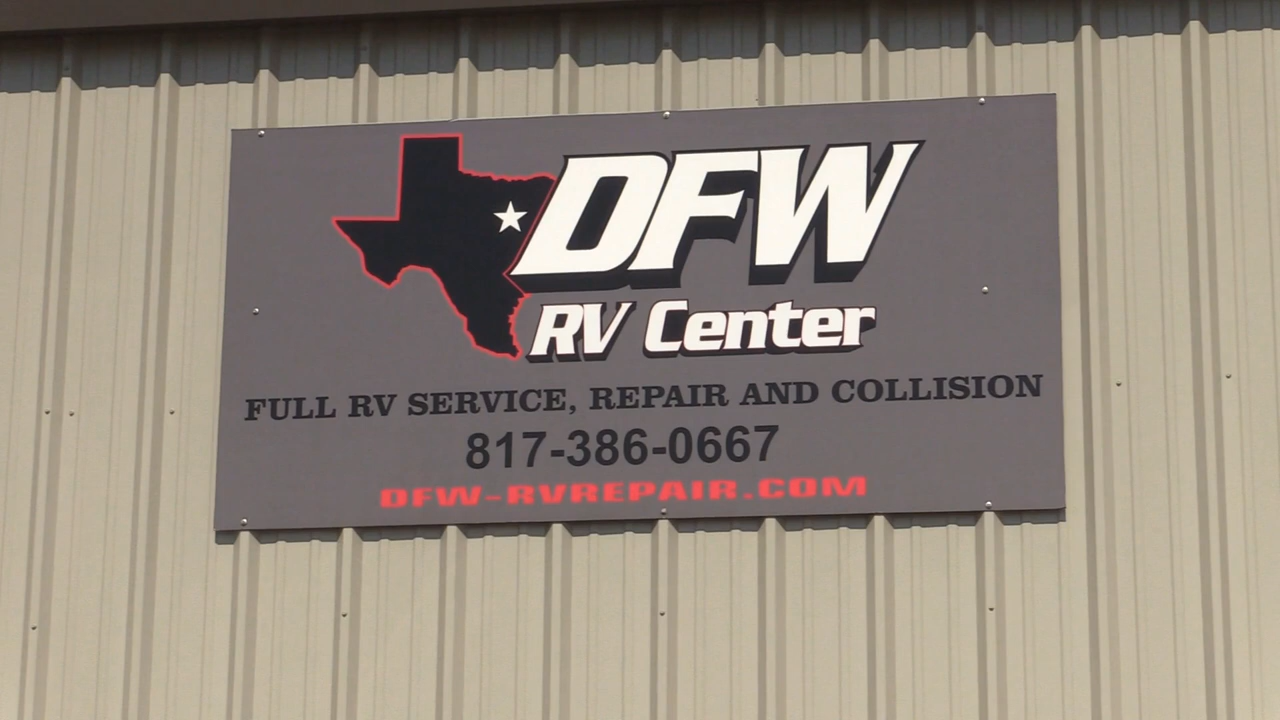 DFW
RV Center
FULL RV SERVICE, REPAIR AND COLLISION
817-386-0667
DFW-RVREPAIR.COM